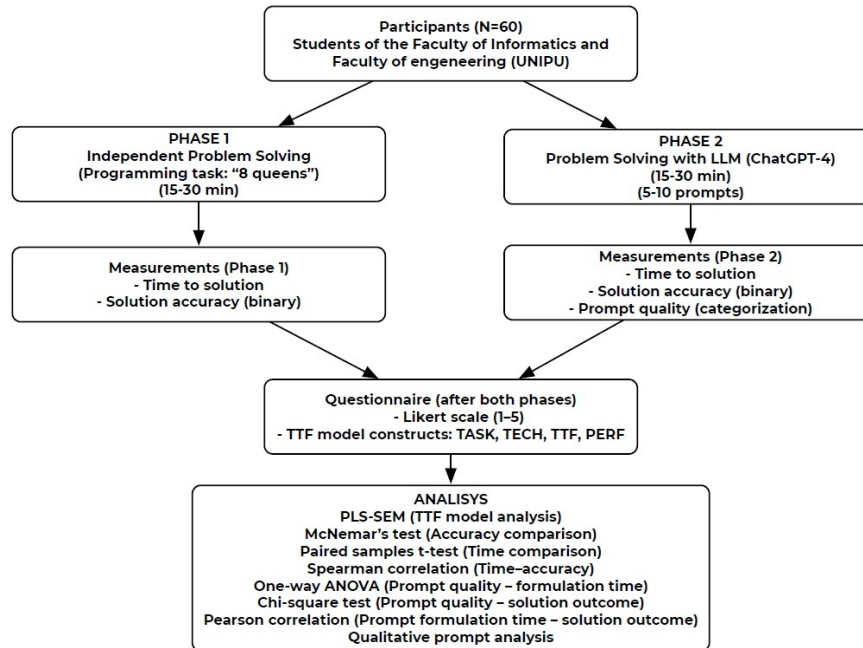 Participants (N=60)
Students of the Faculty of Informatics and
Faculty of engeneering (UNIPU)
PHASE 1
Independent Problem Solving
(Programming task: “8 queens”)
(15-30 min)
PHASE 2
Problem Solving with LLM (ChatGPT-4)
(15-30 min)
(5-10 prompts)
Measurements (Phase 1)
- Time to solution
- Solution accuracy (binary)
Measurements (Phase 2)
- Time to solution
- Solution accuracy (binary)
- Prompt quality (categorization)
Questionnaire (after both phases)
- Likert scale (1–5)
- TTF model constructs: TASK, TECH, TTF, PERF
ANALISYS
PLS-SEM (TTF model analysis)
McNemar’s test (Accuracy comparison)
Paired samples t-test (Time comparison)
Spearman correlation (Time–accuracy)
One-way ANOVA (Prompt quality – formulation time)
Chi-square test (Prompt quality – solution outcome)
Pearson correlation (Prompt formulation time – solution outcome)
Qualitative prompt analysis